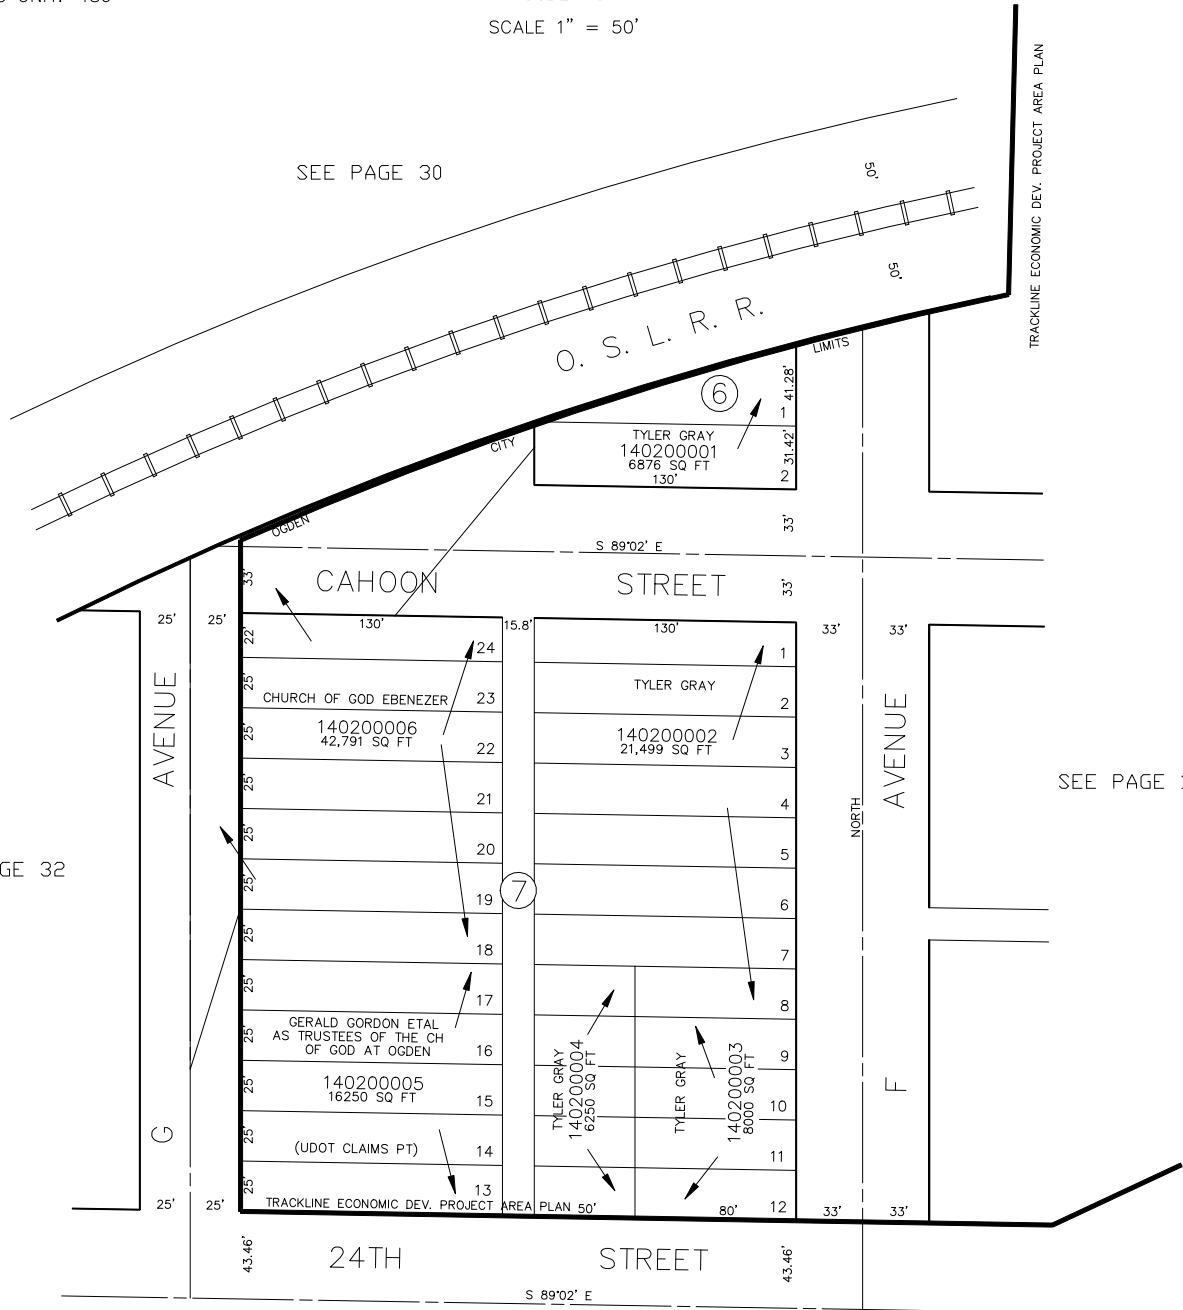 SCALE 1" = 50'
TRACKLINE ECONOMIC DEV. PROJECT AREA PLAN
SEE PAGE 30
50'
50'
O. S. L. R. R.
LIMITS
6
41.28'
1
CITY
TYLER GRAY
140200001
6876 SQ FT
130'
31.42'
2
OGDEN
33'
S 89°02' E
33'
CAHOON STREET
33'
25' 25'
130'
15.8'
130'
33' 33'
22'
24
1
25'
CHURCH OF GOD EBENEZER
23
TYLER GRAY
2
AVENUE
25'
140200006
42,791 SQ FT
22
140200002
21,499 SQ FT
3
AVENUE
SEE PAGE
25'
21
4
NORTH
25'
20
5
GE 32
25'
19
7
6
25'
18
7
25'
17
8
25'
GERALD GORDON ETAL
AS TRUSTEES OF THE CH
OF GOD AT OGDEN
16
TYLER GRAY
140200004
6250 SQ FT
TYLER GRAY
140200003
8000 SQ FT
9
F
25'
140200005
16250 SQ FT
15
10
G
25'
(UDOT CLAIMS PT)
14
11
25'
13
12
25' 25'
TRACKLINE ECONOMIC DEV. PROJECT AREA PLAN
50'
80'
33' 33'
43.46'
24TH STREET
43.46'
S 89°02' E